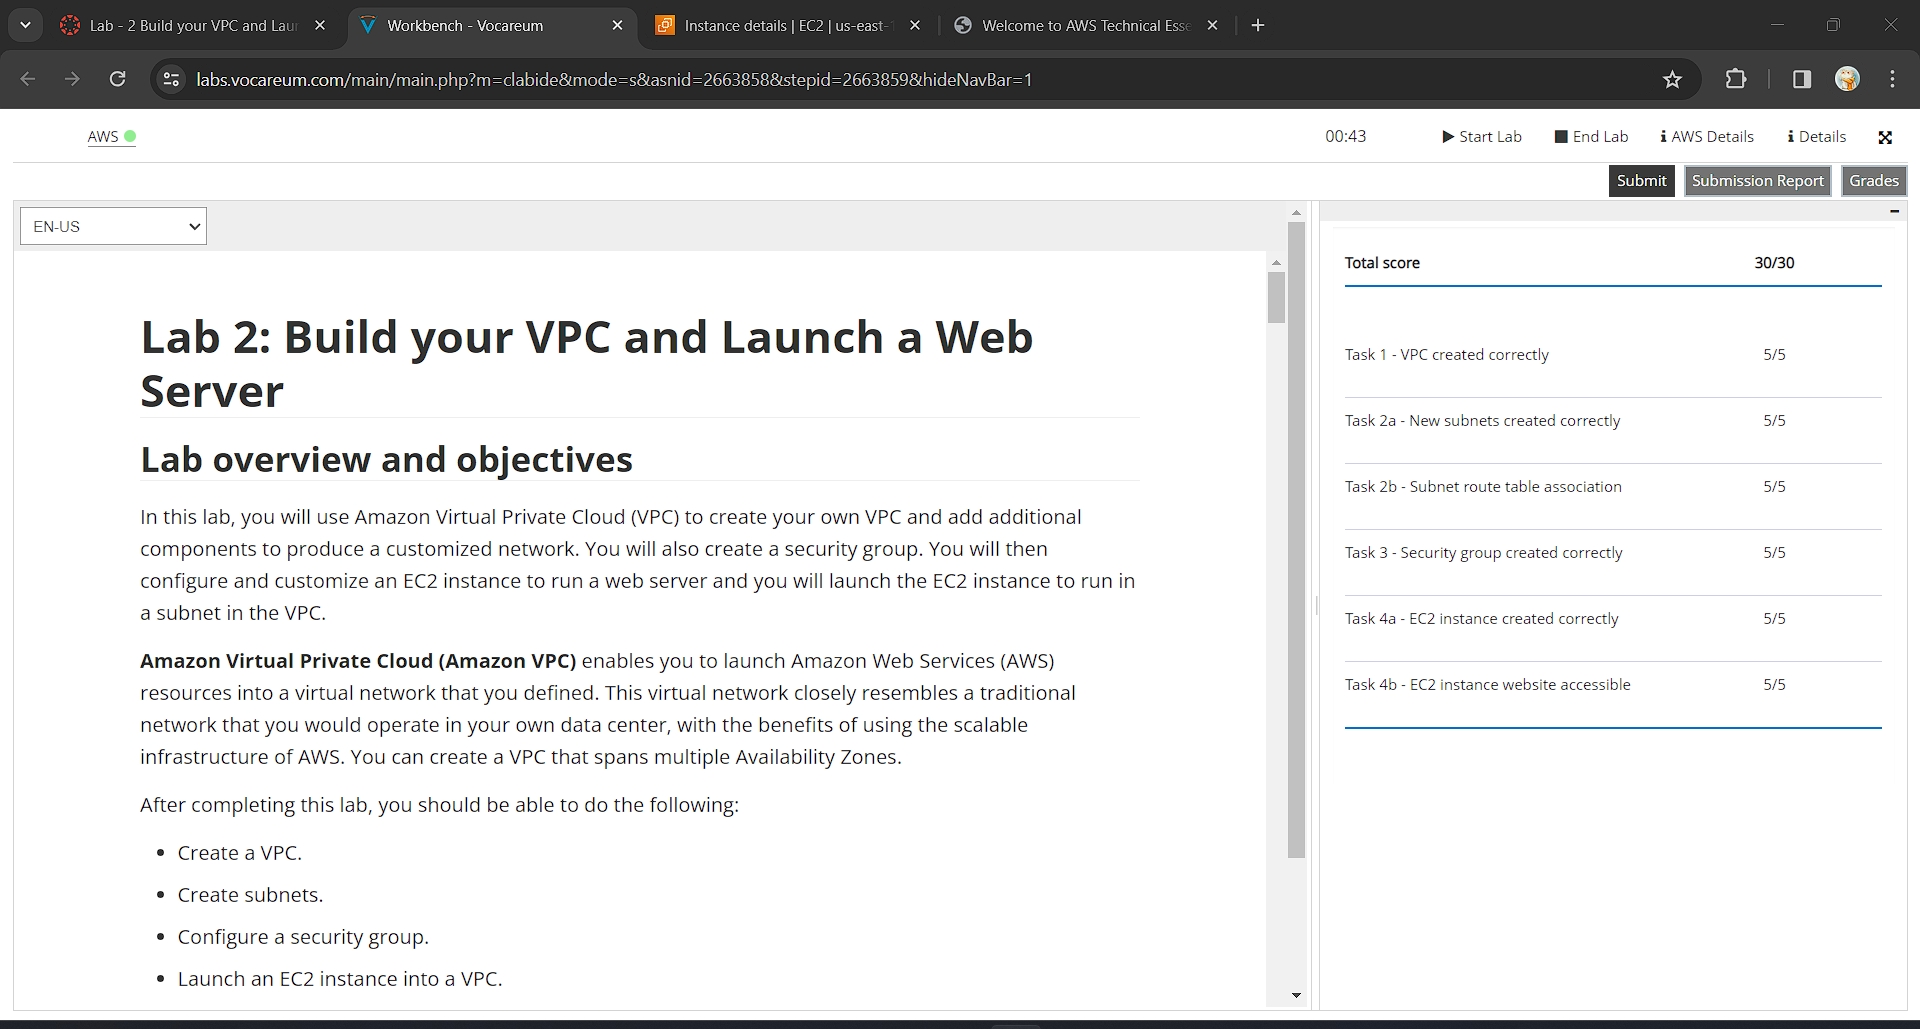 Lab - 2 Build your VPC and Laun
Workbench - Vocareum
Instance details | EC2 | us-east-
Welcome to AWS Technical Esse
labs.vocareum.com/main/main.php?m=clabide&mode=s&asnid=2663858&stepid=2663859&hideNavBar=1
AWS
00:43
Start Lab
End Lab
AWS Details
Details
Submit
Submission Report
Grades
EN-US
Lab 2: Build your VPC and Launch a Web
Server
Lab overview and objectives
In this lab, you will use Amazon Virtual Private Cloud (VPC) to create your own VPC and add additional
components to produce a customized network. You will also create a security group. You will then
configure and customize an EC2 instance to run a web server and you will launch the EC2 instance to run in
a subnet in the VPC.
Amazon Virtual Private Cloud (Amazon VPC) enables you to launch Amazon Web Services (AWS)
resources into a virtual network that you defined. This virtual network closely resembles a traditional
network that you would operate in your own data center, with the benefits of using the scalable
infrastructure of AWS. You can create a VPC that spans multiple Availability Zones.
After completing this lab, you should be able to do the following:
• Create a VPC.
• Create subnets.
• Configure a security group.
• Launch an EC2 instance into a VPC.
Total score 30/30
Task 1 - VPC created correctly 5/5
Task 2a - New subnets created correctly 5/5
Task 2b - Subnet route table association 5/5
Task 3 - Security group created correctly 5/5
Task 4a - EC2 instance created correctly 5/5
Task 4b - EC2 instance website accessible 5/5